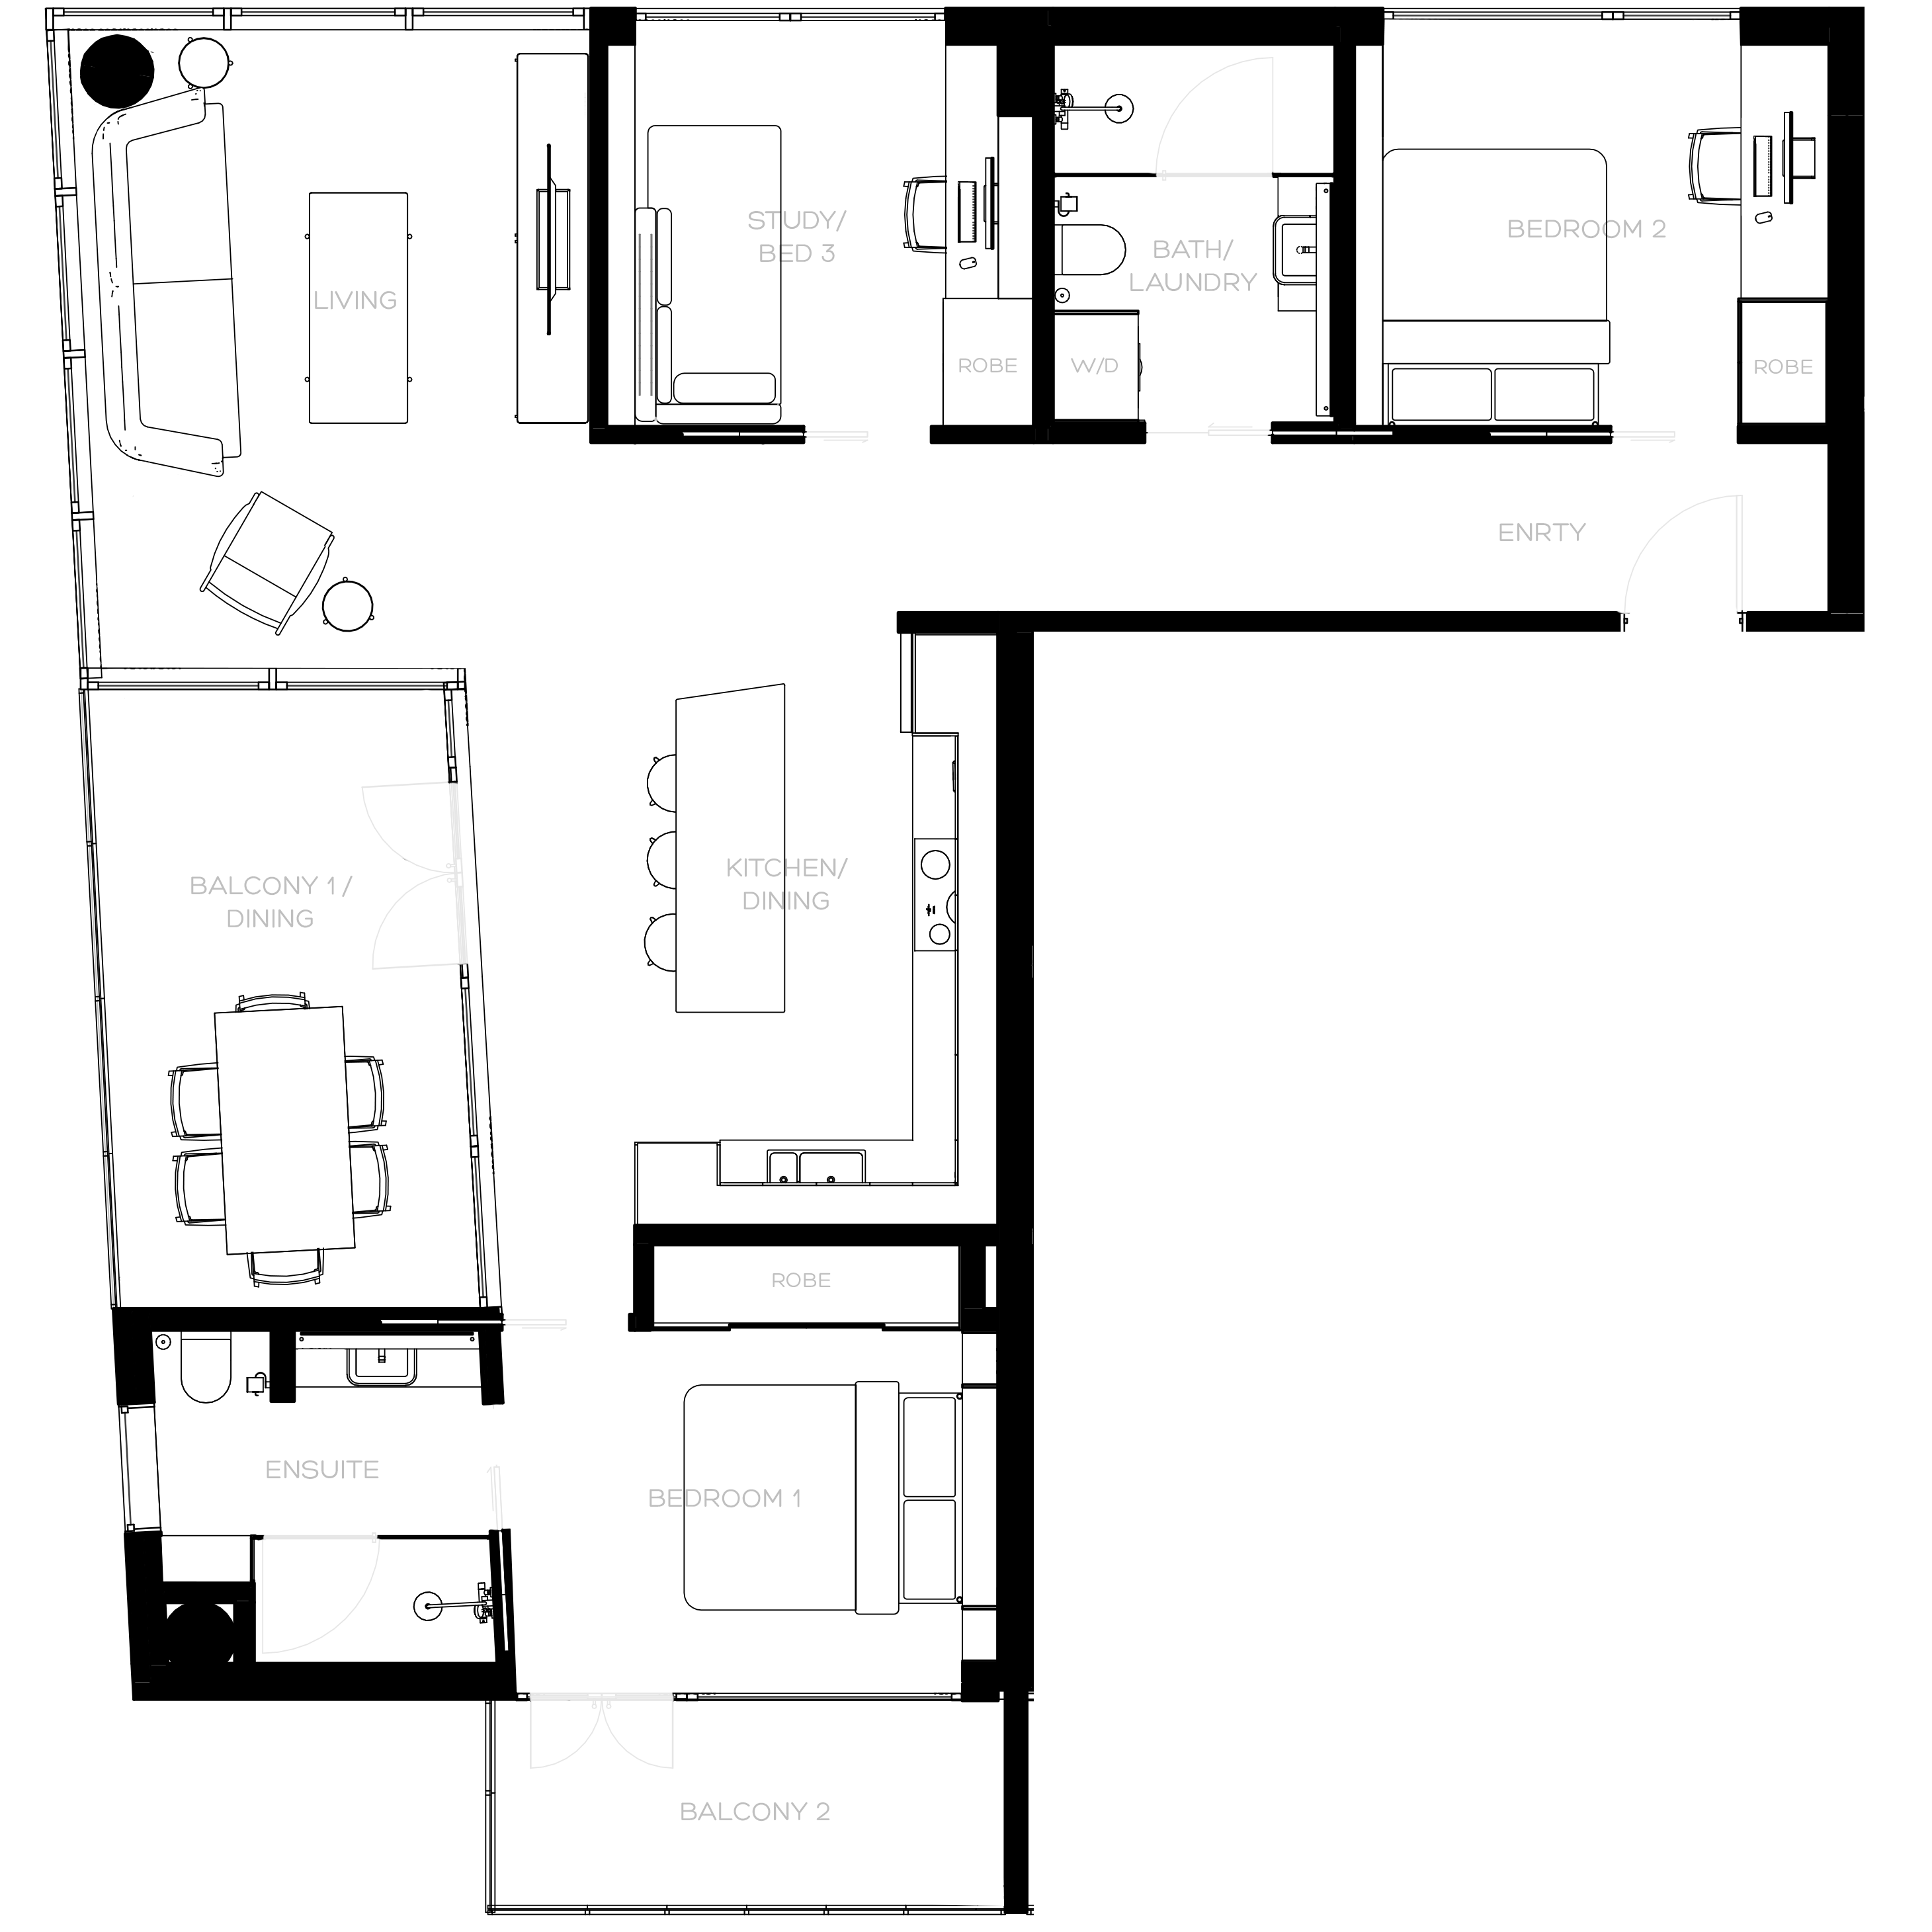 STUDY/
BED 3
BEDROOM 2
BATH/
LAUNDRY
LIVING
ROBE
W/D
ROBE
ENRTY
KITCHEN/
DINING
BALCONY 1/
DINING
ROBE
ENSUITE
BEDROOM 1
BALCONY 2